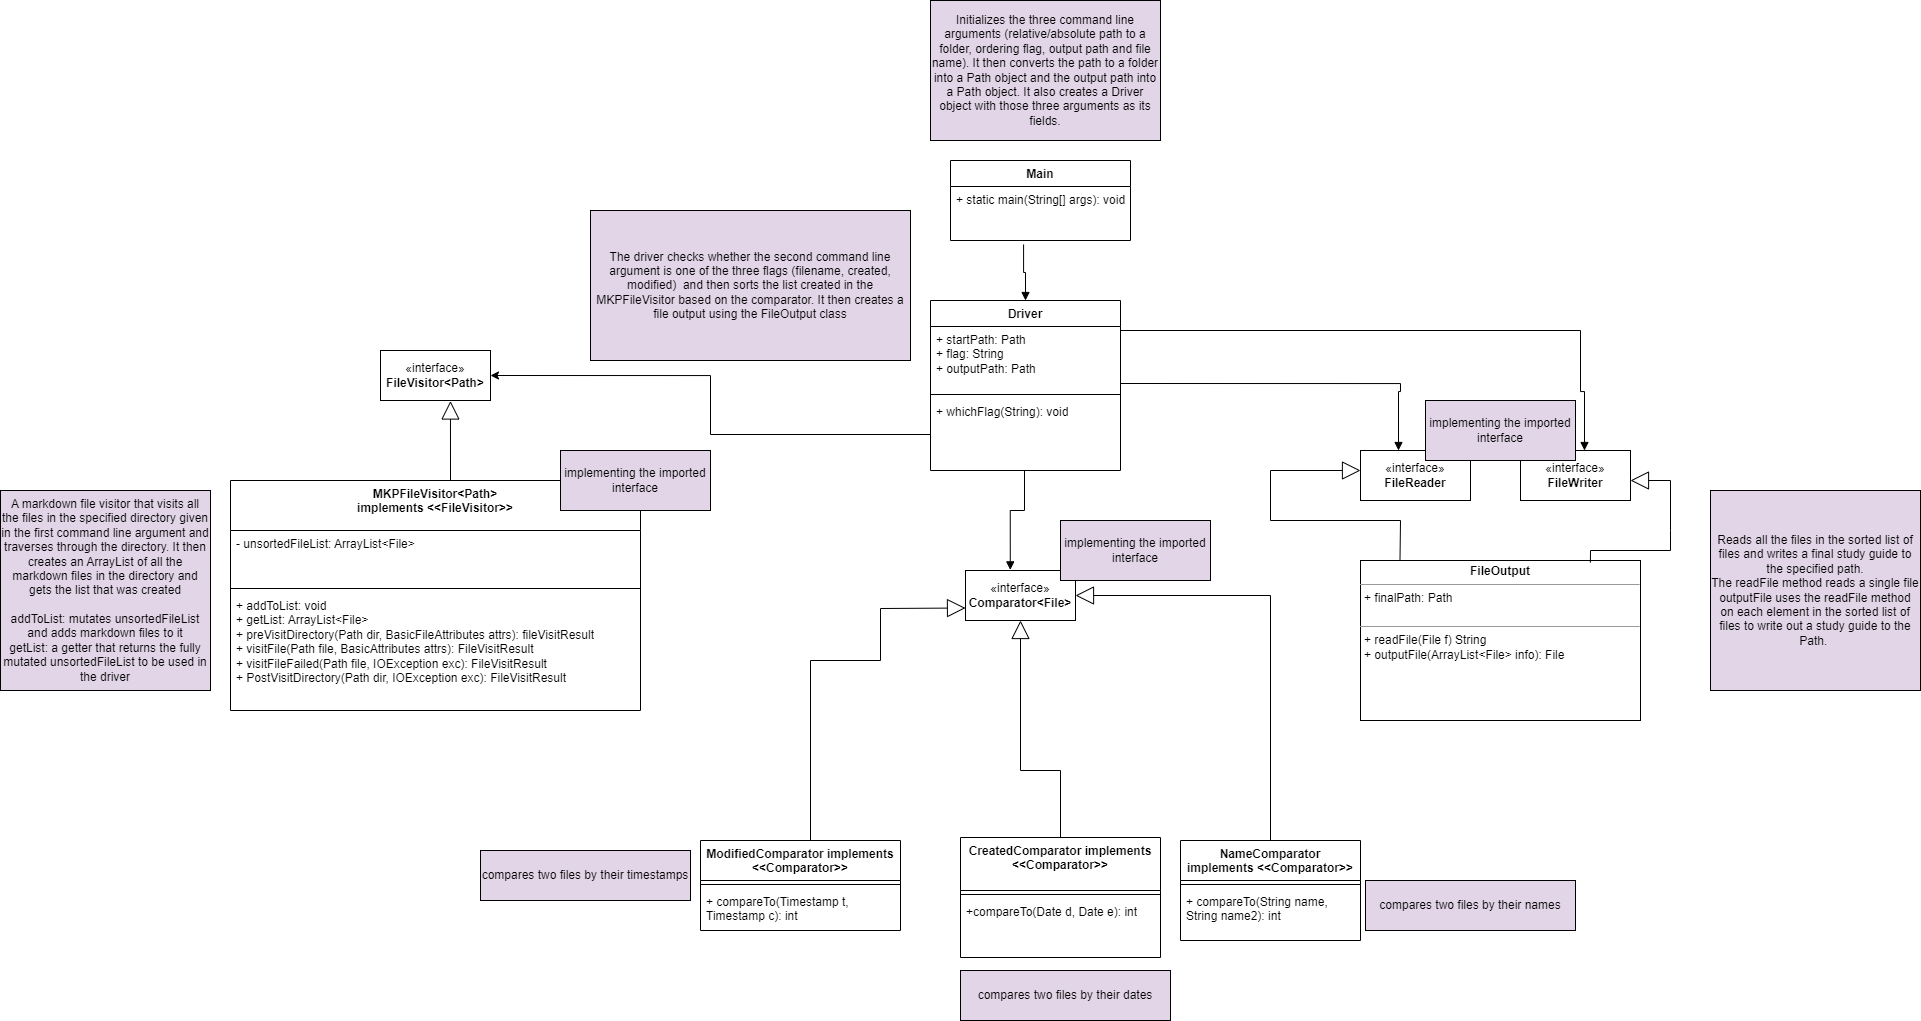 Initializes the three command line
arguments (relative/absolute path to a
folder, ordering flag, output path and file
name). It then converts the path to a folder
into a Path object and the output path into
a Path object. It also creates a Driver
object with those three arguments as its
fields.
Main
+ static main(String[] args): void
The driver checks whether the second command line
argument is one of the three flags (filename, created,
modified)  and then sorts the list created in the
MKPFileVisitor based on the comparator. It then creates a
file output using the FileOutput class
Driver
+ startPath: Path
+ flag: String
+ outputPath: Path
+ whichFlag(String): void
«interface»
FileVisitor<Path>
implementing the imported
interface
«interface»
FileReader
«interface»
FileWriter
implementing the imported
interface
MKPFileVisitor<Path>
implements <<FileVisitor>>
- unsortedFileList: ArrayList<File>
+ addToList: void
+ getList: ArrayList<File>
+ preVisitDirectory(Path dir, BasicFileAttributes attrs): fileVisitResult
+ visitFile(Path file, BasicAttributes attrs): FileVisitResult
+ visitFileFailed(Path file, IOException exc): FileVisitResult
+ PostVisitDirectory(Path dir, IOException exc): FileVisitResult
A markdown file visitor that visits all
the files in the specified directory given
in the first command line argument and
traverses through the directory. It then
creates an ArrayList of all the
markdown files in the directory and
gets the list that was created
addToList: mutates unsortedFileList
and adds markdown files to it
getList: a getter that returns the fully
mutated unsortedFileList to be used in
the driver
implementing the imported
interface
«interface»
Comparator<File>
FileOutput
+ finalPath: Path
+ readFile(File f) String
+ outputFile(ArrayList<File> info): File
Reads all the files in the sorted list of
files and writes a final study guide to
the specified path.
The readFile method reads a single file
outputFile uses the readFile method
on each element in the sorted list of
files to write out a study guide to the
Path.
compares two files by their timestamps
ModifiedComparator implements
<<Comparator>>
+ compareTo(Timestamp t,
Timestamp c): int
CreatedComparator implements
<<Comparator>>
+compareTo(Date d, Date e): int
NameComparator
implements <<Comparator>>
+ compareTo(String name,
String name2): int
compares two files by their names
compares two files by their dates